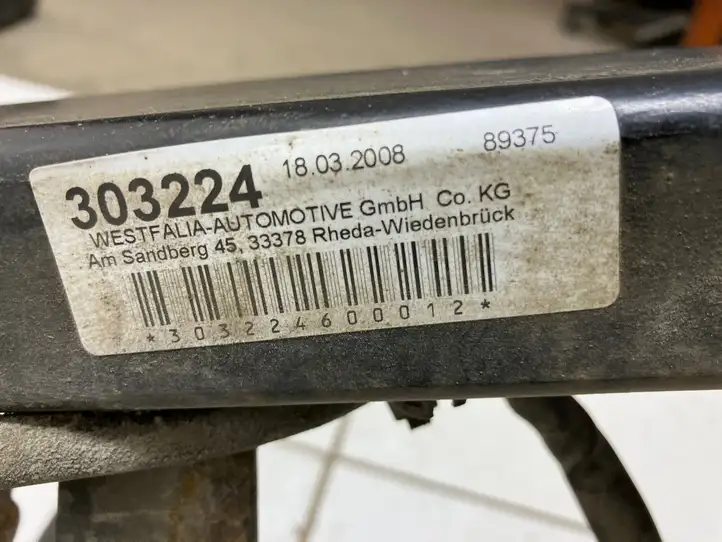 303224 18.03.2008 89375
WESTFALIA-AUTOMOTIVE GmbH Co. KG
Am Sandberg 45, 33378 Rheda-Wiedenbrück
*303224600012*